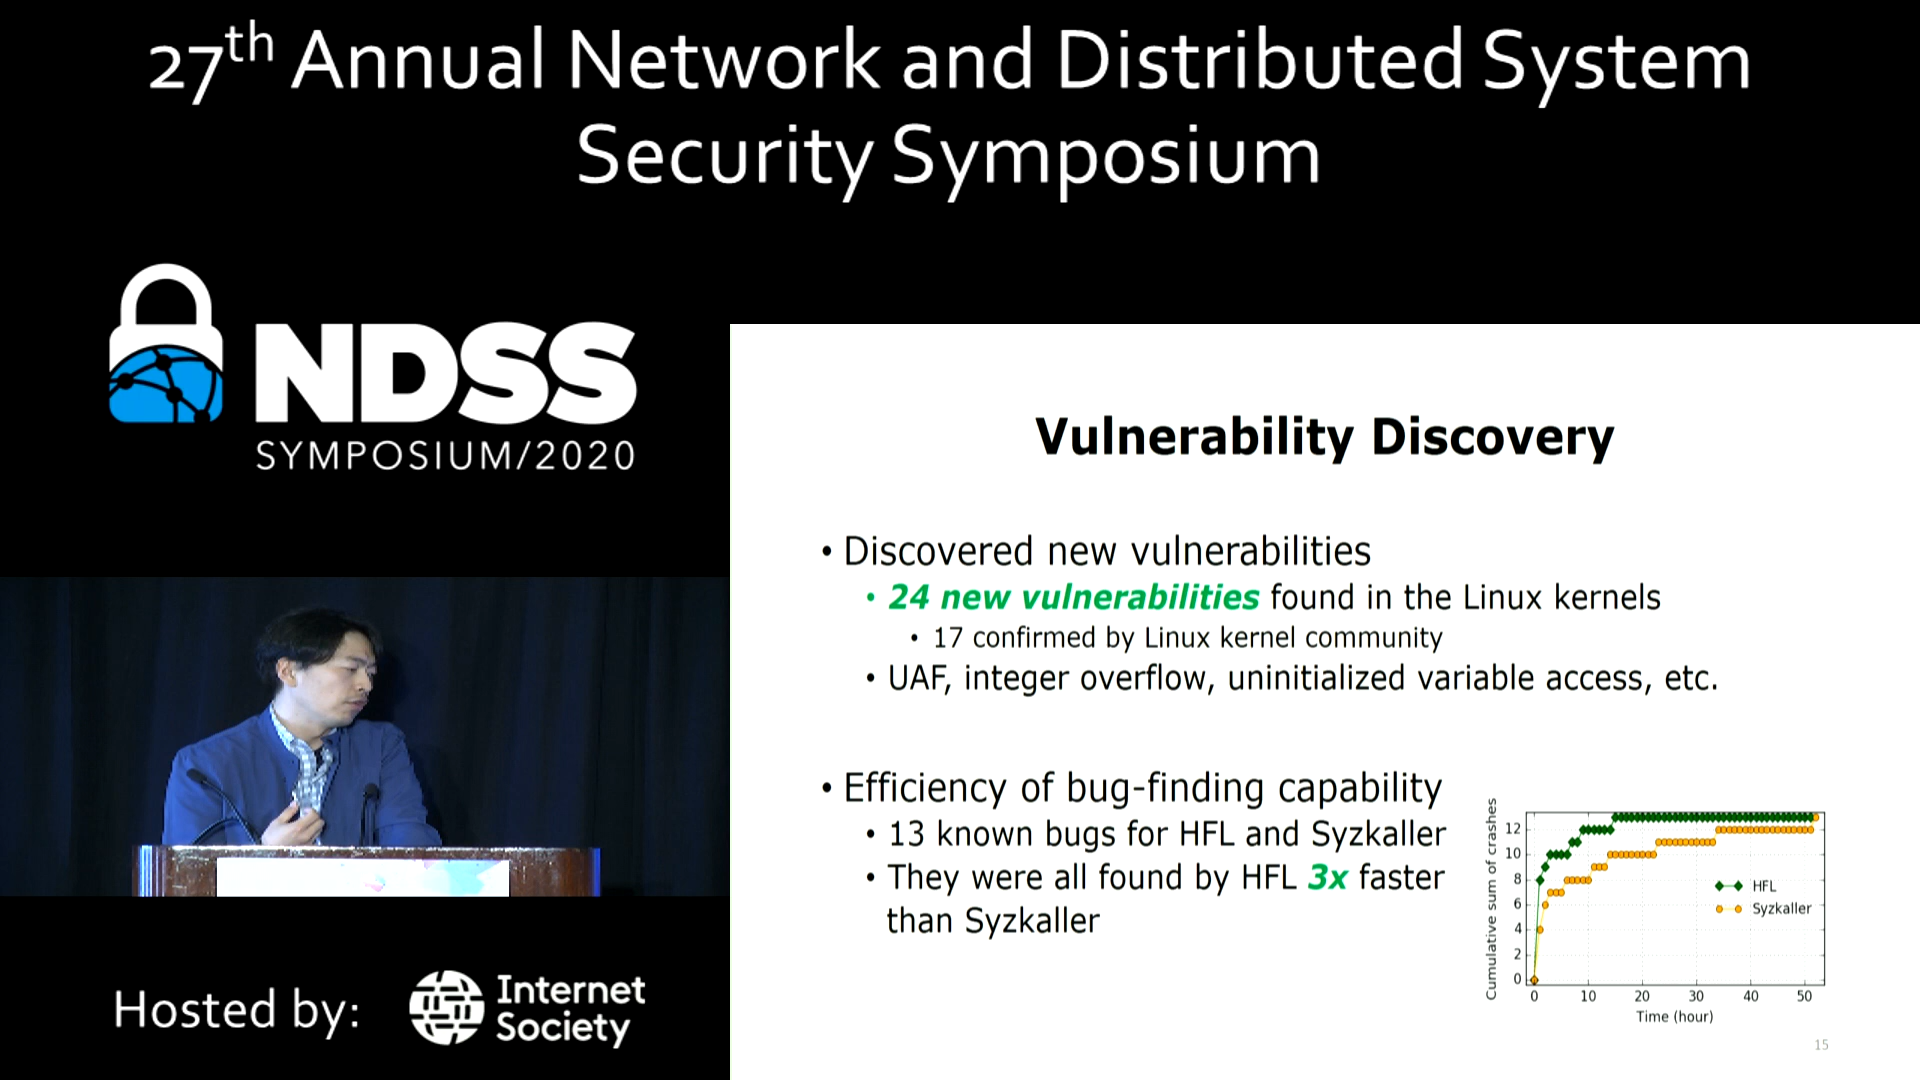 27th Annual Network and Distributed System
Security Symposium
NDSS
SYMPOSIUM/2020
Vulnerability Discovery
• Discovered new vulnerabilities
• 24 new vulnerabilities found in the Linux kernels
• 17 confirmed by Linux kernel community
• UAF, integer overflow, uninitialized variable access, etc.
• Efficiency of bug-finding capability
• 13 known bugs for HFL and Syzkaller
• They were all found by HFL 3x faster
than Syzkaller
Cumulative sum of crashes
12
10
8
6
4
2
0
HFL
Syzkaller
0 10 20 30 40 50
Time (hour)
15
Hosted by:
Internet
Society